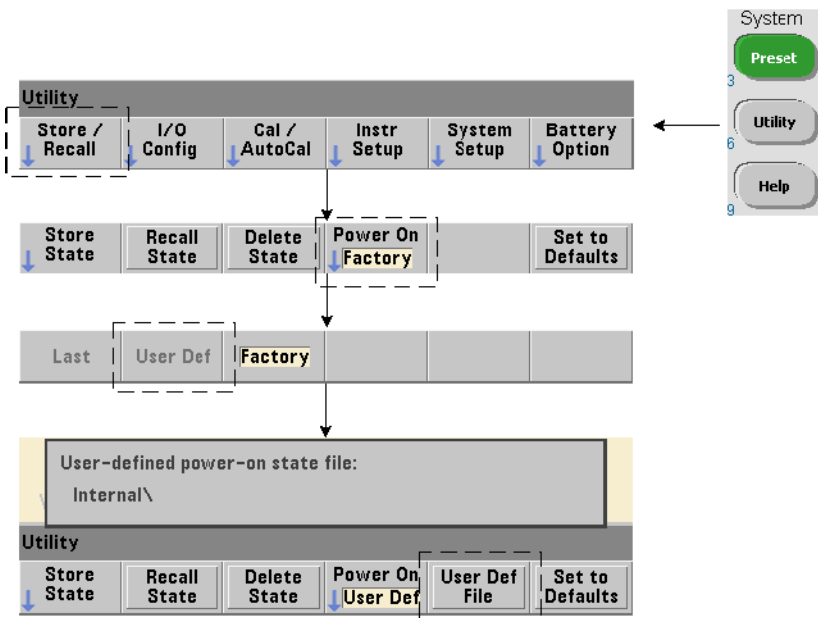 System
Preset
3
Utility
6
Help
9
Utility
Store / Recall
I/O Config
Cal / AutoCal
Instr Setup
System Setup
Battery Option
Store State
Recall State
Delete State
Power On Factory
Set to Defaults
Last
User Def
Factory
User-defined power-on state file:
Internal\
Utility
Store State
Recall State
Delete State
Power On User Def
User Def File
Set to Defaults